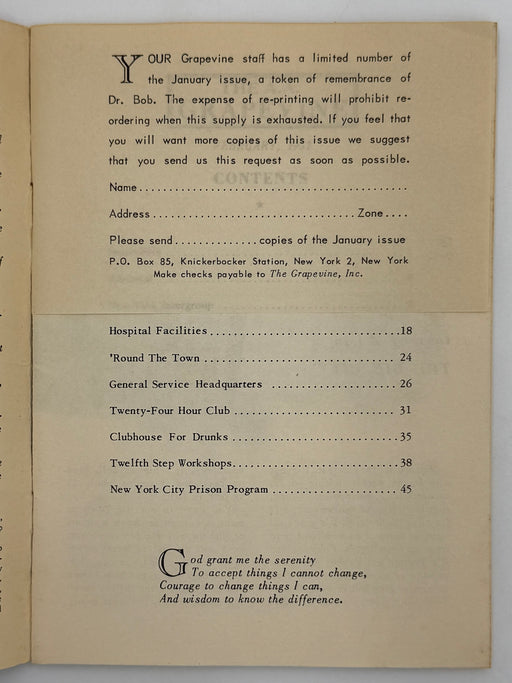 YOUR Grapevine staff has a limited number of
the January issue, a token of remembrance of
Dr. Bob. The expense of re-printing will prohibit re-
ordering when this supply is exhausted. If you feel that
you will want more copies of this issue we suggest
that you send us this request as soon as possible.
Name..........................................
Address ................................Zone....
Please send.............copies of the January issue
P.O. Box 85, Knickerbocker Station, New York 2, New York
Make checks payable to The Grapevine, Inc.
CONTENTS
Hospital Facilities ..............................18
'Round The Town .............................. 24
General Service Headquarters .................... 26
Twenty-Four Hour Club ......................... 31
Clubhouse For Drunks .......................... 35
Twelfth Step Workshops.......................... 38
New York City Prison Program .................... 45
God grant me the serenity
To accept things I cannot change,
Courage to change things I can,
And wisdom to know the difference.